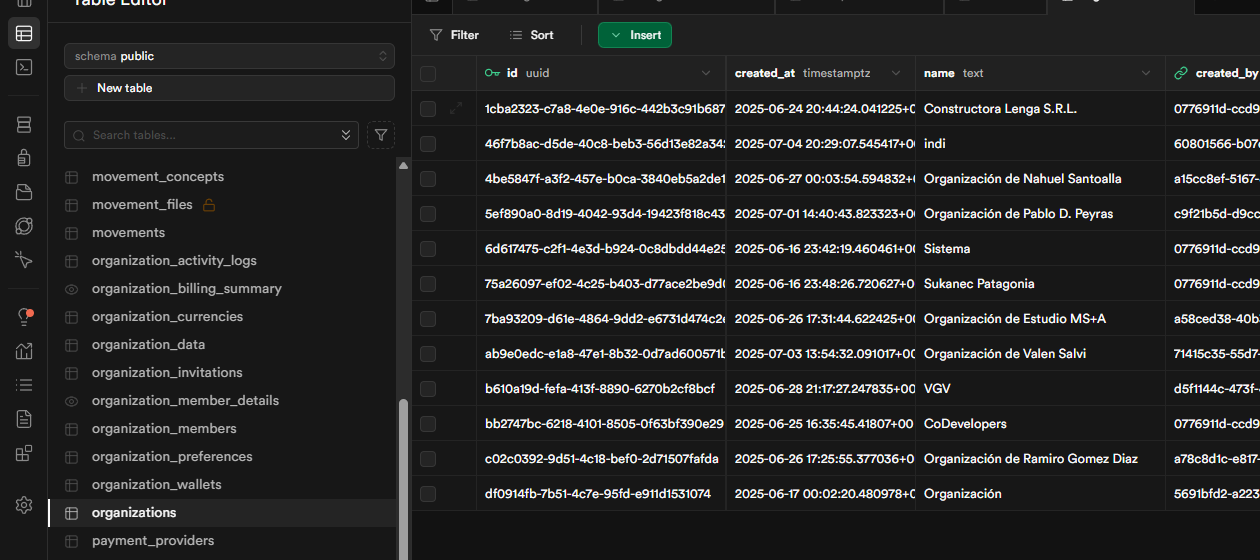 Table Editor
schema public
New table
Search tables...
movement_concepts
movement_files
movements
organization_activity_logs
organization_billing_summary
organization_currencies
organization_data
organization_invitations
organization_member_details
organization_members
organization_preferences
organization_wallets
organizations
payment_providers
Filter Sort Insert
id uuid created_at timestamptz name text created_by
1cba2323-c7a8-4e0e-916c-442b3c91b687 2025-06-24 20:44:24.041225+0 Constructora Lenga S.R.L. 0776911d-ccd9
46f7b8ac-d5de-40c8-beb3-56d13e82a34 2025-07-04 20:29:07.545417+0 indi 60801566-b07
4be5847f-a3f2-457e-b0ca-3840eb5a2de1 2025-06-27 00:03:54.594832+ Organización de Nahuel Santoalla a15cc8ef-5167-
5ef890a0-8d19-4042-93d4-19423f818c43 2025-07-01 14:40:43.823323+0 Organización de Pablo D. Peyras c9f21b5d-d9cc
6d617475-c2f1-4e3d-b924-0c8dbdd44e25 2025-06-16 23:42:19.460461+00 Sistema 0776911d-ccd9
75a26097-ef02-4c25-b403-d77ace2be9d 2025-06-16 23:48:26.720627+0 Sukanec Patagonia 0776911d-ccd9
7ba93209-d61e-4864-9dd2-e6731d474c2 2025-06-26 17:31:44.622425+00 Organización de Estudio MS+A a58ced38-40b
ab9e0edc-e1a8-47e1-8b32-0d7ad600571 2025-07-03 13:54:32.091017+00 Organización de Valen Salvi 71415c35-55d7-
b610a19d-fefa-413f-8890-6270b2cf8bcf 2025-06-28 21:17:27.247835+00 VGV d5f1144c-473f-
bb2747bc-6218-4101-8505-0f63bf390e29 2025-06-25 16:35:45.41807+00 CoDevelopers 0776911d-ccd9
c02c0392-9d51-4c18-bef0-2d71507fafda 2025-06-26 17:25:55.377036+0 Organización de Ramiro Gomez Diaz a78c8d1c-e817-
df0914fb-7b51-4c7e-95fd-e911d1531074 2025-06-17 00:02:20.480978+0 Organización 5691bfd2-a223